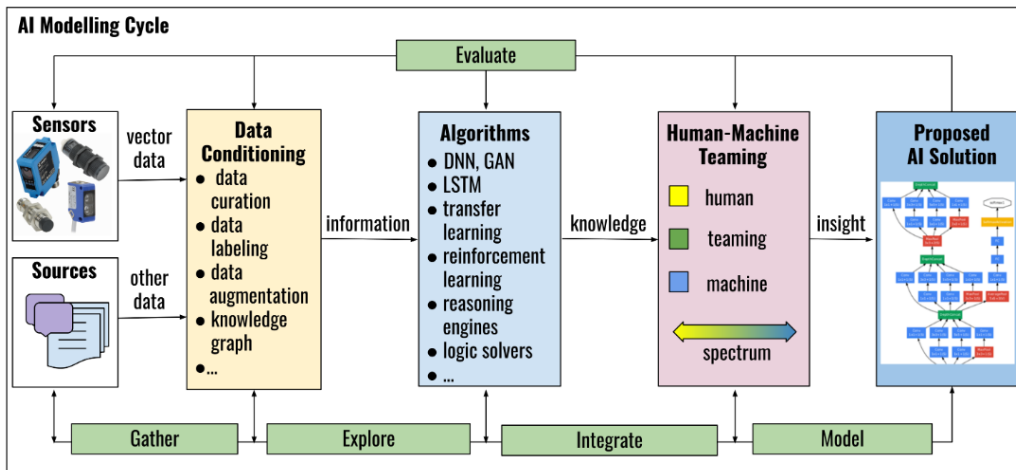 AI Modelling Cycle
Evaluate
Sensors
vector
data
Sources
other
data
Data
Conditioning
● data
curation
● data
labeling
● data
augmentation
● knowledge
graph
● ...
information
Algorithms
● DNN, GAN
● LSTM
● transfer
learning
● reinforcement
learning
● reasoning
engines
● logic solvers
● ...
knowledge
Human-Machine
Teaming
human
teaming
machine
spectrum
insight
Proposed
AI Solution
Gather
Explore
Integrate
Model